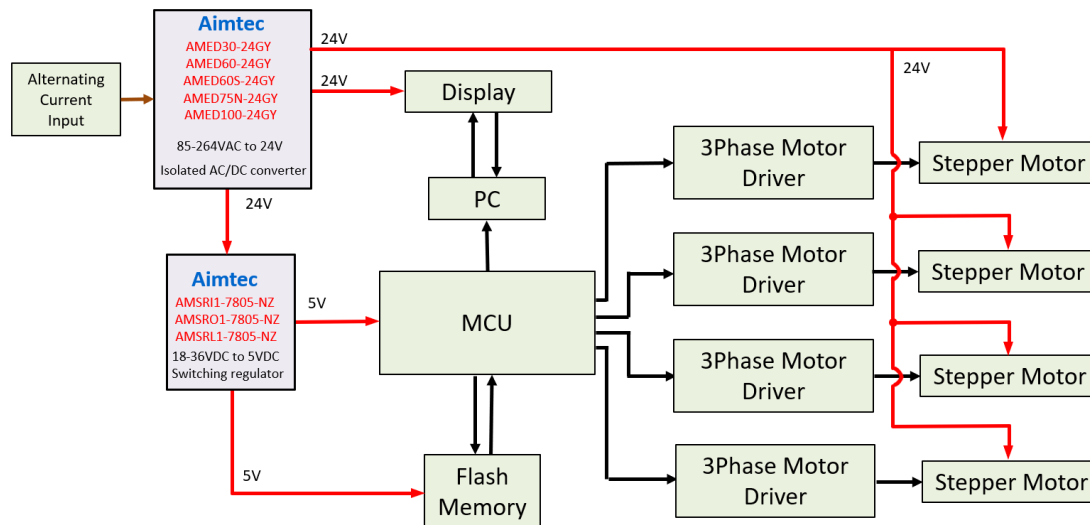 Alternating
Current
Input
Aimtec
AMED30-24GY
AMED60-24GY
AMED60S-24GY
AMED75N-24GY
AMED100-24GY
85-264VAC to 24V
Isolated AC/DC converter
24V
24V
24V
24V
Display
PC
Aimtec
AMSRI1-7805-NZ
AMSRO1-7805-NZ
AMSRL1-7805-NZ
18-36VDC to 5VDC
Switching regulator
5V
5V
MCU
Flash
Memory
3Phase Motor
Driver
Stepper Motor
3Phase Motor
Driver
Stepper Motor
3Phase Motor
Driver
Stepper Motor
3Phase Motor
Driver
Stepper Motor